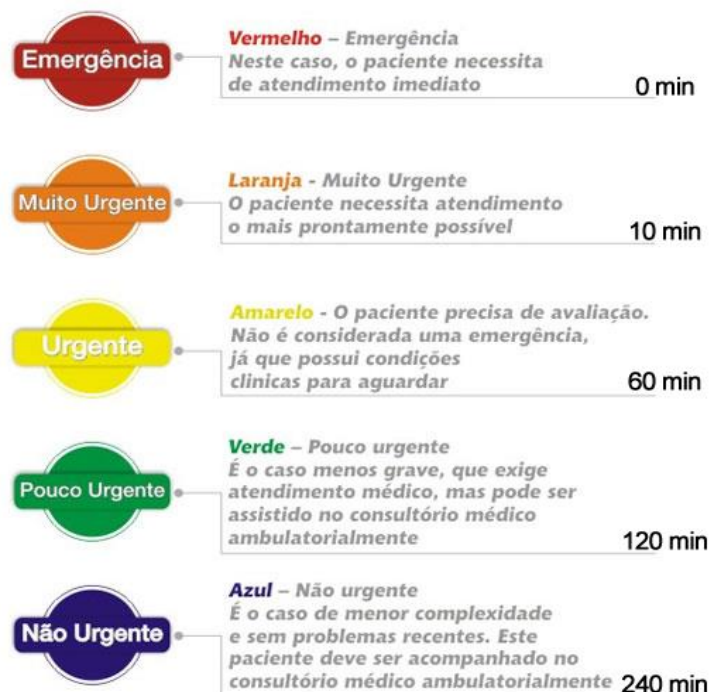 Emergência
Vermelho – Emergência
Neste caso, o paciente necessita
de atendimento imediato
0 min
Muito Urgente
Laranja - Muito Urgente
O paciente necessita atendimento
o mais prontamente possível
10 min
Urgente
Amarelo - O paciente precisa de avaliação.
Não é considerada uma emergência,
já que possui condições
clinicas para aguardar
60 min
Pouco Urgente
Verde – Pouco urgente
É o caso menos grave, que exige
atendimento médico, mas pode ser
assistido no consultório médico
ambulatorialmente
120 min
Não Urgente
Azul – Não urgente
É o caso de menor complexidade
e sem problemas recentes. Este
paciente deve ser acompanhado no
consultório médico ambulatorialmente
240 min